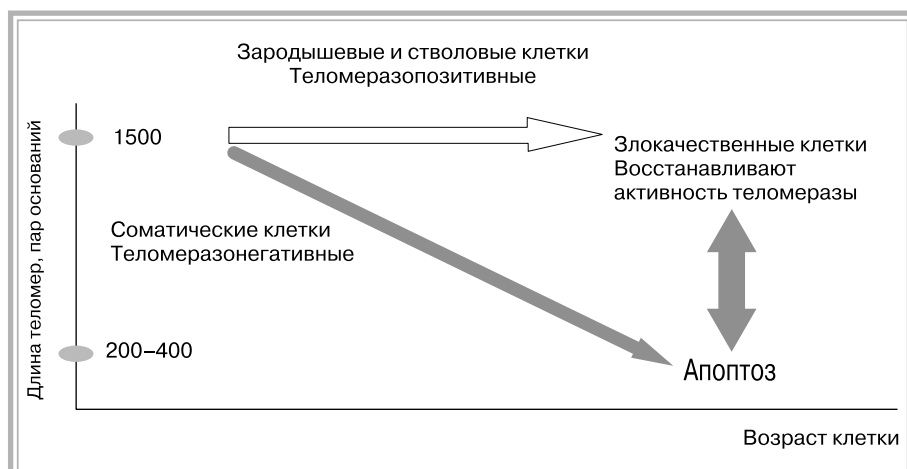 Зародышевые и стволовые клетки
Теломеразопозитивные
Длина теломер, пар оснований
1500
Злокачественные клетки
Восстанавливают
активность теломеразы
Соматические клетки
Теломеразонегативные
200–400
Апоптоз
Возраст клетки